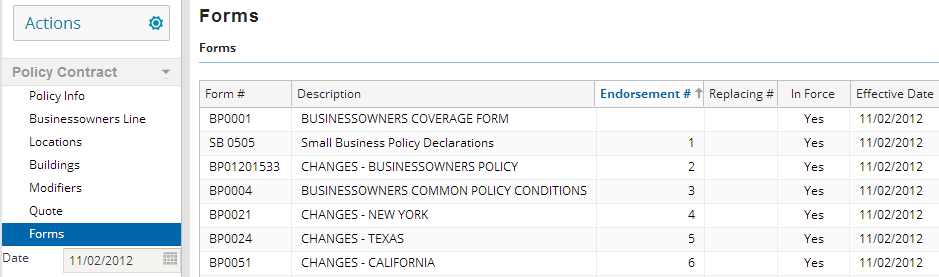 Actions
Policy Contract
Policy Info
Businessowners Line
Locations
Buildings
Modifiers
Quote
Forms
Date 11/02/2012
Forms
Forms
Form # Description Endorsement # Replacing # In Force Effective Date
BP0001 BUSINESSOWNERS COVERAGE FORM Yes 11/02/2012
SB 0505 Small Business Policy Declarations 1 Yes 11/02/2012
BP01201533 CHANGES - BUSINESSOWNERS POLICY 2 Yes 11/02/2012
BP0004 BUSINESSOWNERS COMMON POLICY CONDITIONS 3 Yes 11/02/2012
BP0021 CHANGES - NEW YORK 4 Yes 11/02/2012
BP0024 CHANGES - TEXAS 5 Yes 11/02/2012
BP0051 CHANGES - CALIFORNIA 6 Yes 11/02/2012